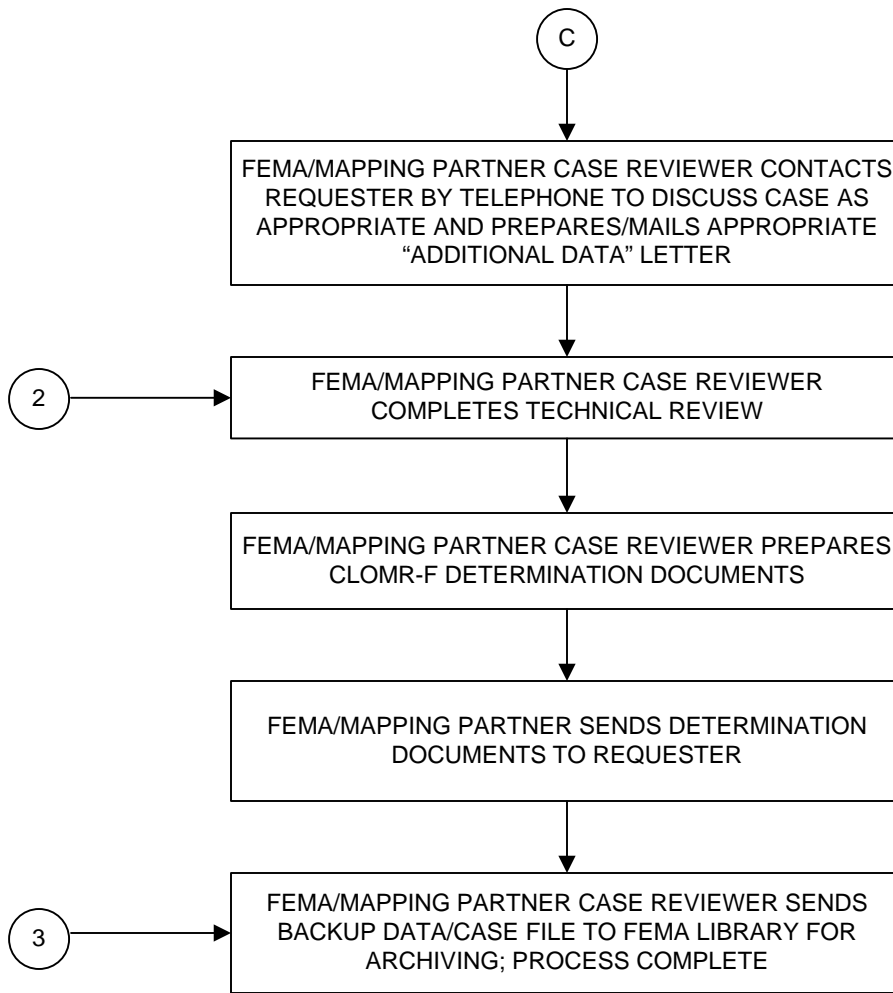 C
FEMA/MAPPING PARTNER CASE REVIEWER CONTACTS
REQUESTER BY TELEPHONE TO DISCUSS CASE AS
APPROPRIATE AND PREPARES/MAILS APPROPRIATE
“ADDITIONAL DATA” LETTER
2
FEMA/MAPPING PARTNER CASE REVIEWER
COMPLETES TECHNICAL REVIEW
FEMA/MAPPING PARTNER CASE REVIEWER PREPARES
CLOMR-F DETERMINATION DOCUMENTS
FEMA/MAPPING PARTNER SENDS DETERMINATION
DOCUMENTS TO REQUESTER
3
FEMA/MAPPING PARTNER CASE REVIEWER SENDS
BACKUP DATA/CASE FILE TO FEMA LIBRARY FOR
ARCHIVING; PROCESS COMPLETE